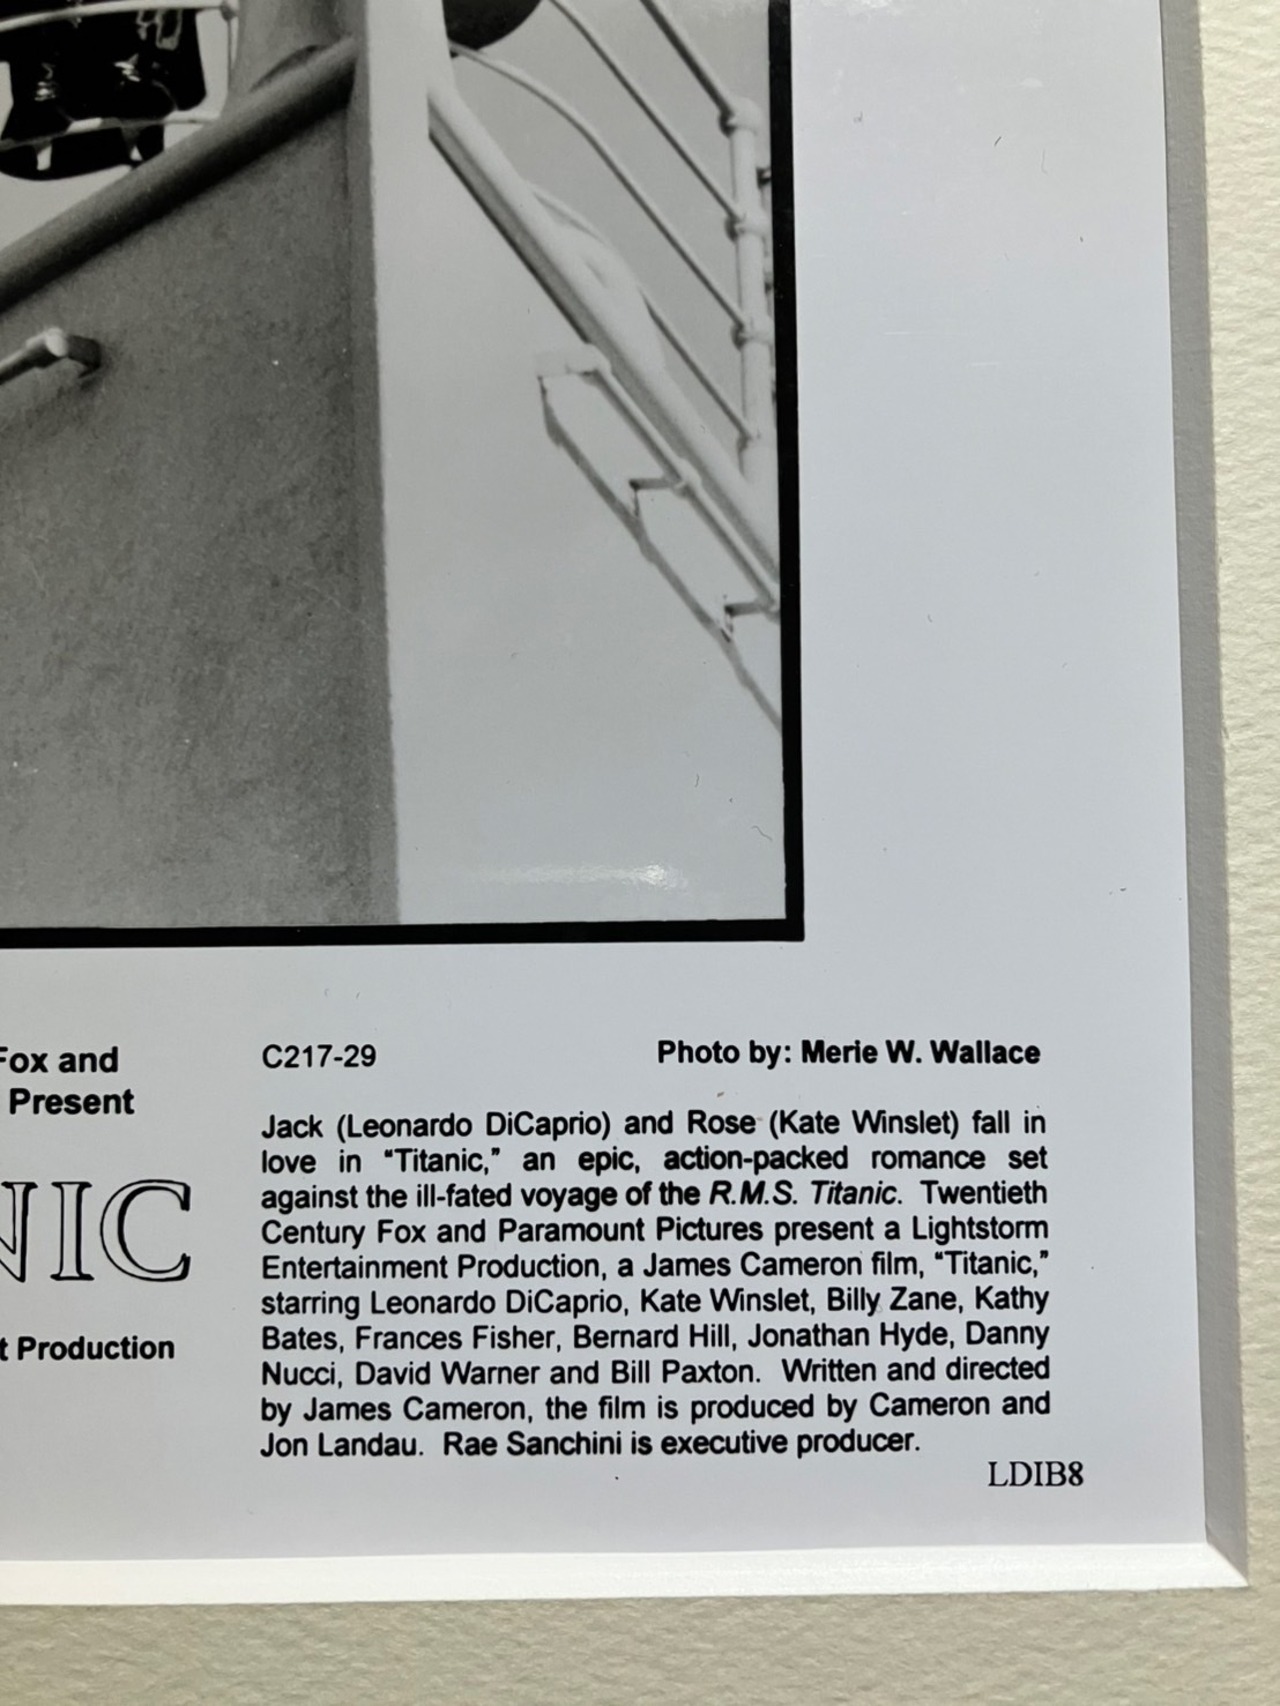 Fox and
Present
NIC
t Production
C217-29
Photo by: Merie W. Wallace
Jack (Leonardo DiCaprio) and Rose (Kate Winslet) fall in
love in “Titanic,” an epic, action-packed romance set
against the ill-fated voyage of the R.M.S. Titanic. Twentieth
Century Fox and Paramount Pictures present a Lightstorm
Entertainment Production, a James Cameron film, “Titanic,”
starring Leonardo DiCaprio, Kate Winslet, Billy Zane, Kathy
Bates, Frances Fisher, Bernard Hill, Jonathan Hyde, Danny
Nucci, David Warner and Bill Paxton. Written and directed
by James Cameron, the film is produced by Cameron and
Jon Landau. Rae Sanchini is executive producer.
LDIB8